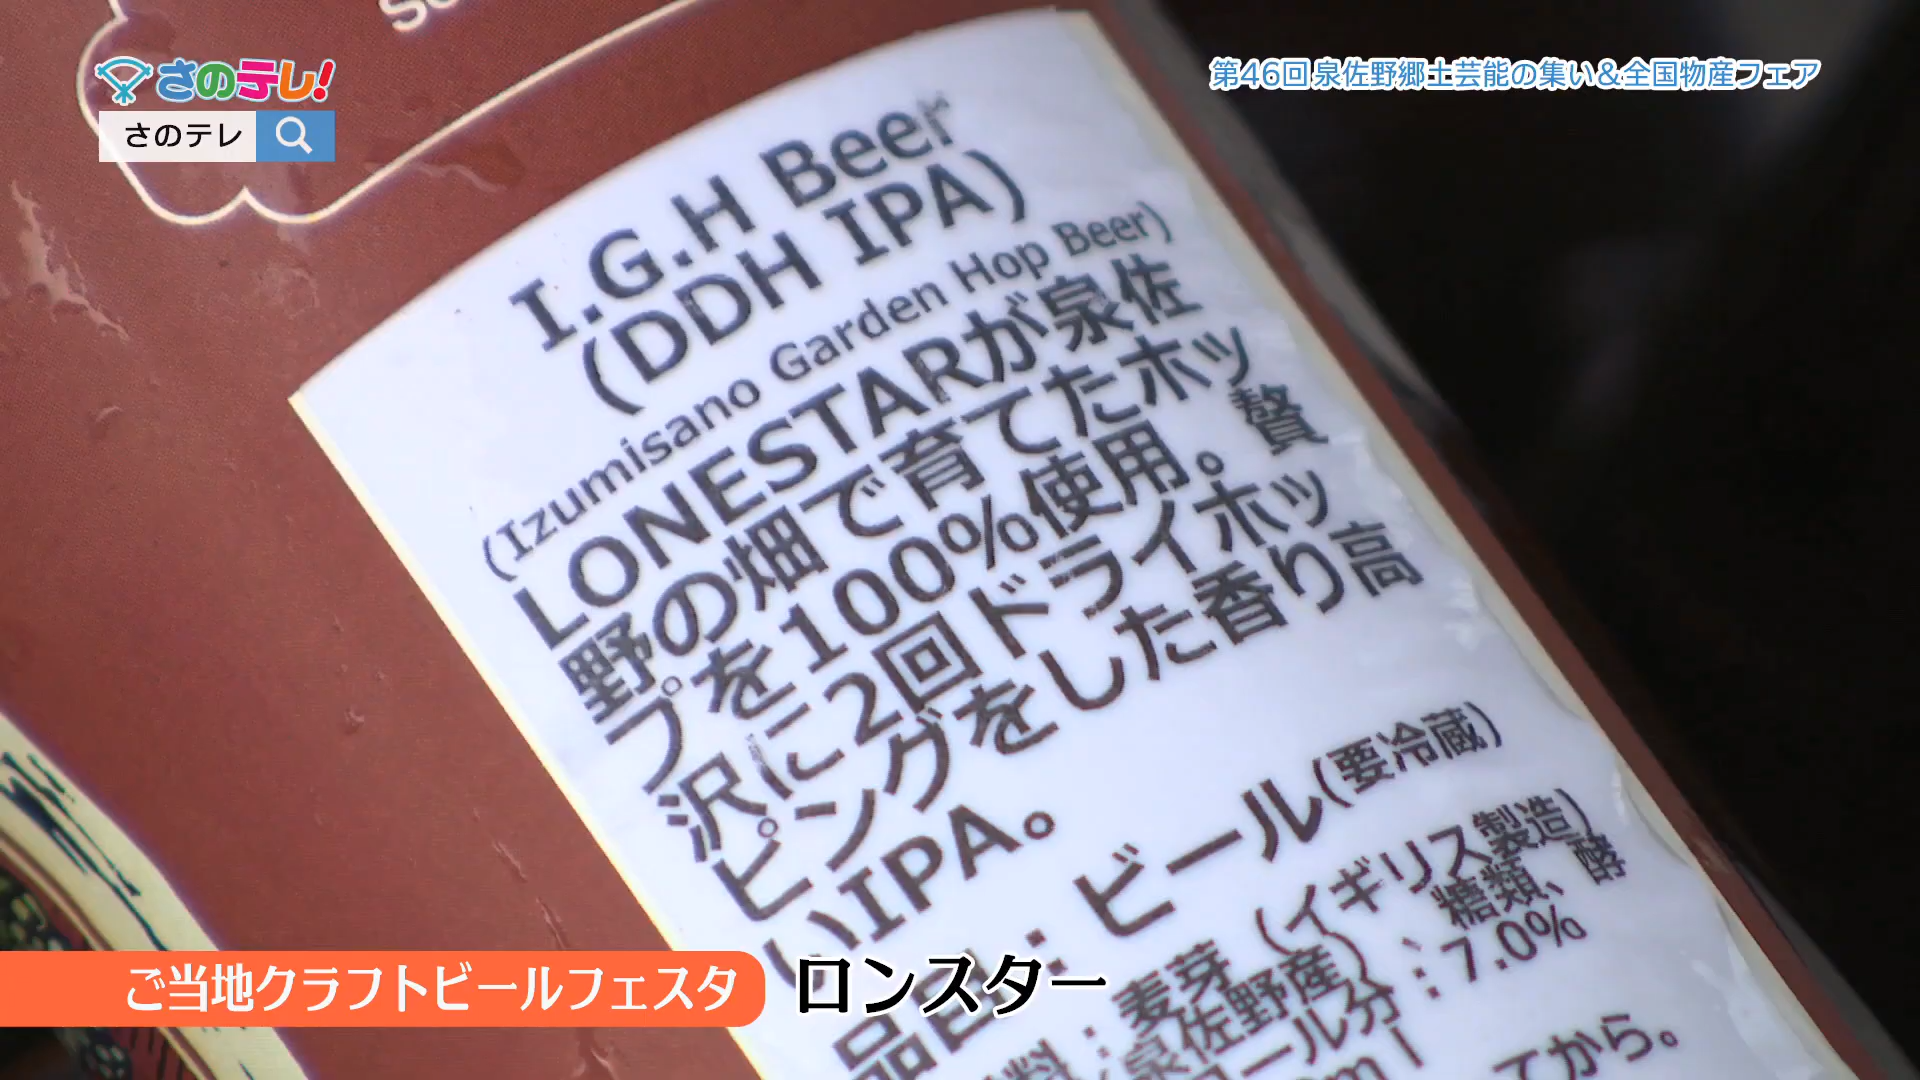 さのテレ!
さのテレ
第46回泉佐野郷土芸能の集い&全国物産フェア
I.G.H Beer
(DDH IPA)
(Izumisano Garden Hop Beer)
LONESTARが泉佐
野の畑で育てたホッ
プを100%使用。贅
沢に2回ドライホッ
ピングをした香り高
いIPA。
品目:ビール(要冷蔵)
料:麦芽(イギリス製造)
泉佐野産)、糖類、酵
コール分:7.0%
てから。
ご当地クラフトビールフェスタ
ロンスター